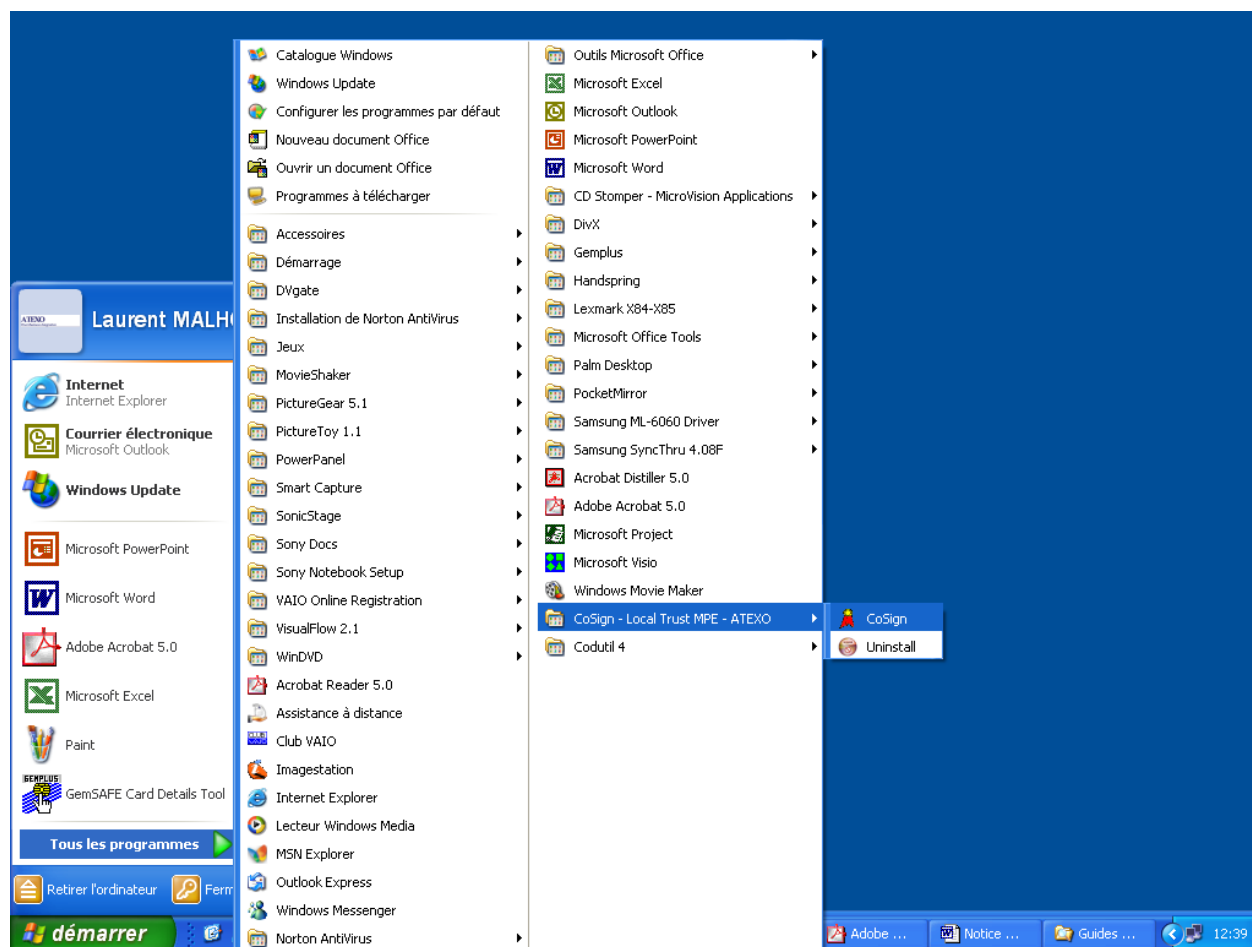 Catalogue Windows
Windows Update
Configurer les programmes par défaut
Nouveau document Office
Ouvrir un document Office
Programmes à télécharger
Accessoires
Démarrage
DVgate
Installation de Norton AntiVirus
Jeux
MovieShaker
PictureGear 5.1
PictureToy 1.1
PowerPanel
Smart Capture
SonicStage
Sony Docs
Sony Notebook Setup
VAIO Online Registration
VisualFlow 2.1
WinDVD
Acrobat Reader 5.0
Assistance à distance
Club VAIO
Imagestation
Internet Explorer
Lecteur Windows Media
MSN Explorer
Outlook Express
Windows Messenger
Norton AntiVirus
Outils Microsoft Office
Microsoft Excel
Microsoft Outlook
Microsoft PowerPoint
Microsoft Word
CD Stomper - MicroVision Applications
DivX
Gemplus
Handspring
Lexmark X84-X85
Microsoft Office Tools
Palm Desktop
PocketMirror
Samsung ML-6060 Driver
Samsung SyncThru 4.08F
Acrobat Distiller 5.0
Adobe Acrobat 5.0
Microsoft Project
Microsoft Visio
Windows Movie Maker
CoSign - Local Trust MPE - ATEXO
Codutil 4
CoSign
Uninstall
ATEXO
Laurent MALH
Internet
Internet Explorer
Courrier électronique
Microsoft Outlook
Windows Update
Microsoft PowerPoint
Microsoft Word
Adobe Acrobat 5.0
Microsoft Excel
Paint
GEMPLUS
GemSAFE Card Details Tool
Tous les programmes
Retirer l'ordinateur
Ferm
démarrer
Adobe ...
Notice ...
Guides ...
12:39